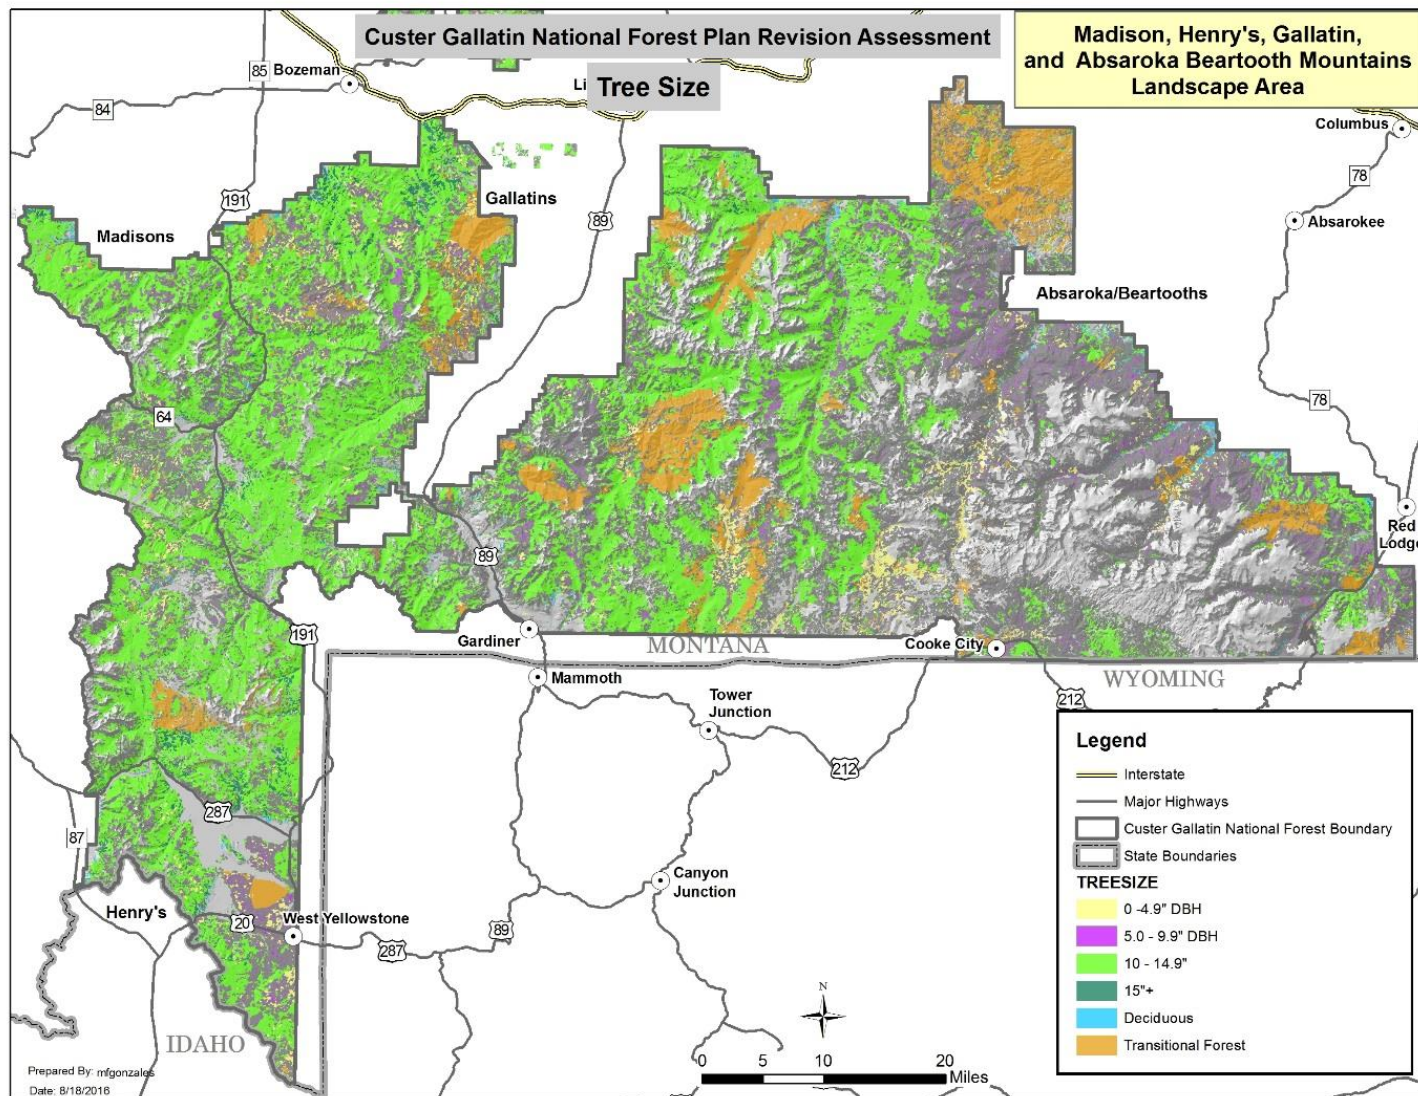 Custer Gallatin National Forest Plan Revision Assessment
Tree Size
Madison, Henry's, Gallatin,
and Absaroka Beartooth Mountains
Landscape Area
85
Bozeman
Li
84
Columbus
78
191
Gallatins
89
Absarokee
Madisons
Absaroka/Beartooths
64
78
Red
Lodge
89
191
Gardiner
MONTANA
Cooke City
Mammoth
WYOMING
212
Tower
Junction
212
287
87
Canyon
Junction
Henry's
20
West Yellowstone
89
287
IDAHO
Legend
Interstate
Major Highways
Custer Gallatin National Forest Boundary
State Boundaries
TREESIZE
0 -4.9" DBH
5.0 - 9.9" DBH
10 - 14.9"
15"+
Deciduous
Transitional Forest
N
0 5 10 20
Miles
Prepared By: mfgonzales
Date: 8/18/2016